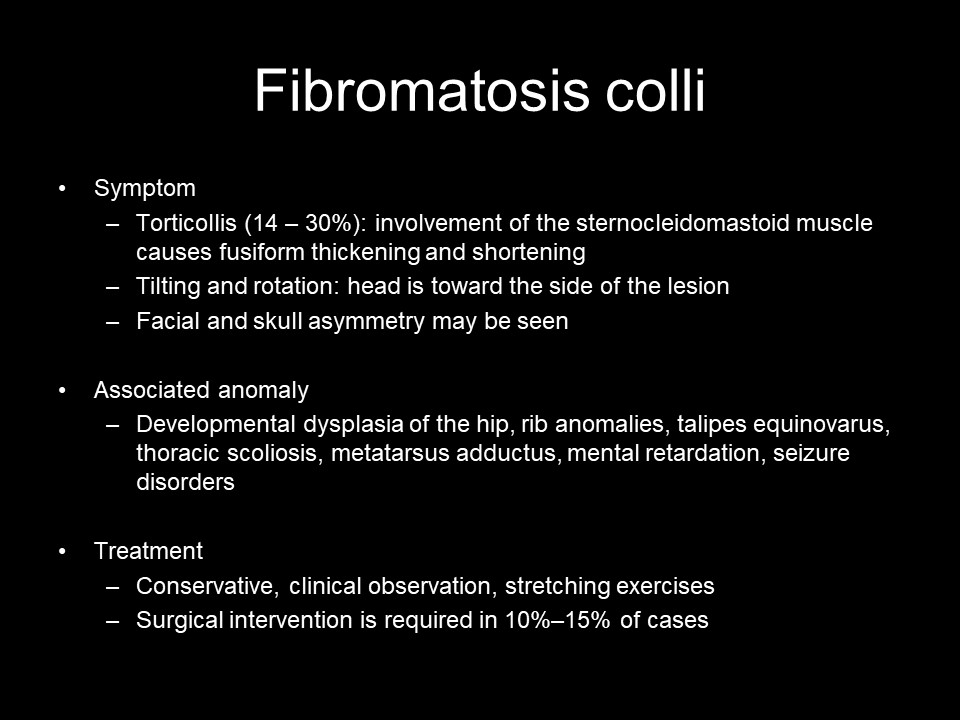 Fibromatosis colli
• Symptom
– Torticollis (14 – 30%): involvement of the sternocleidomastoid muscle
causes fusiform thickening and shortening
– Tilting and rotation: head is toward the side of the lesion
– Facial and skull asymmetry may be seen
• Associated anomaly
– Developmental dysplasia of the hip, rib anomalies, talipes equinovarus,
thoracic scoliosis, metatarsus adductus, mental retardation, seizure
disorders
• Treatment
– Conservative, clinical observation, stretching exercises
– Surgical intervention is required in 10%–15% of cases